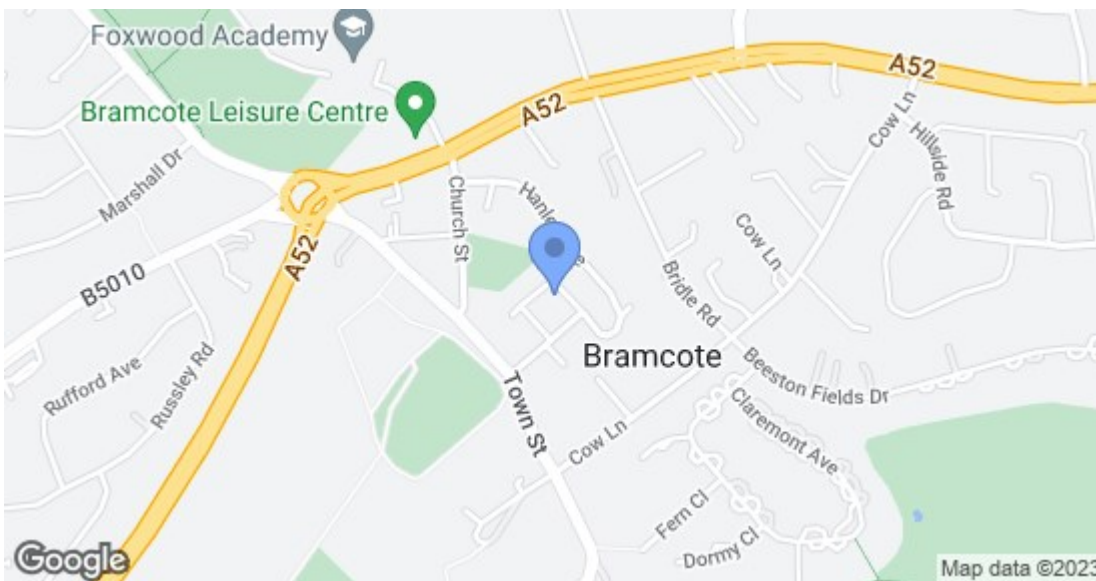 Foxwood Academy
Bramcote Leisure Centre
A52
A52
Cow Ln
Hillside Rd
Marshall Dr
Church St
A52
B5010
Cow Ln
Bridle Rd
Rufford Ave
Russley Rd
Bramcote
Beeston Fields Dr
Town St
Cow Ln
Claremont Ave
Fern Cl
Dormy Cl
Google
Map data ©2023